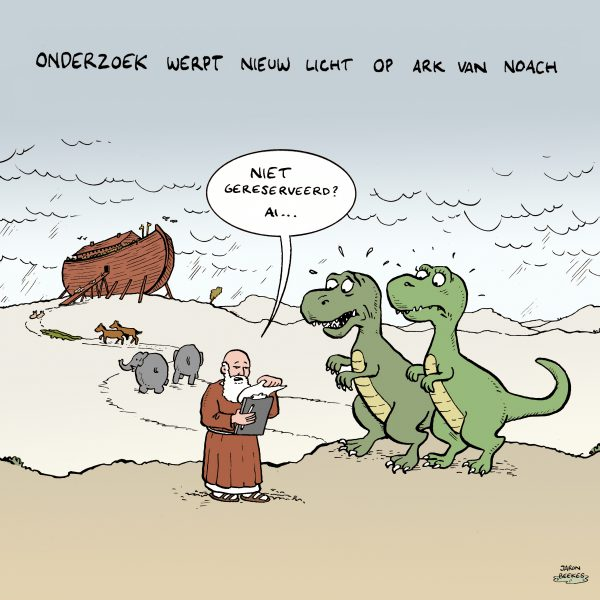 ONDERZOEK WERPT NIEUW LICHT OP ARK VAN NOACH
NIET
GERESERVEERD?
AI...
JARON
BEEKES